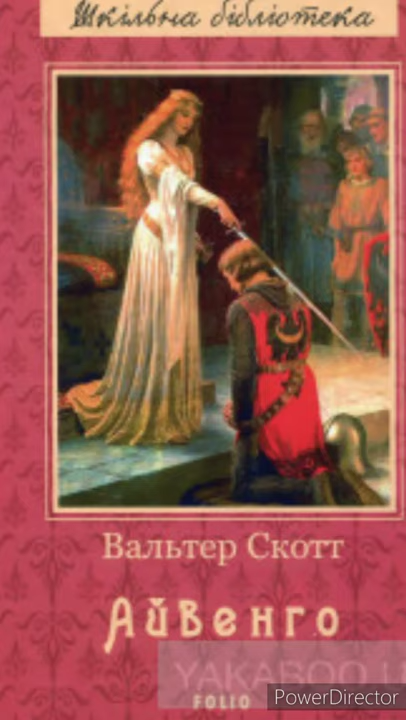 Шкільна бібліотека
Вальтер Скотт
Айвенго
YAKABOO.U
FOLIO
PowerDirector